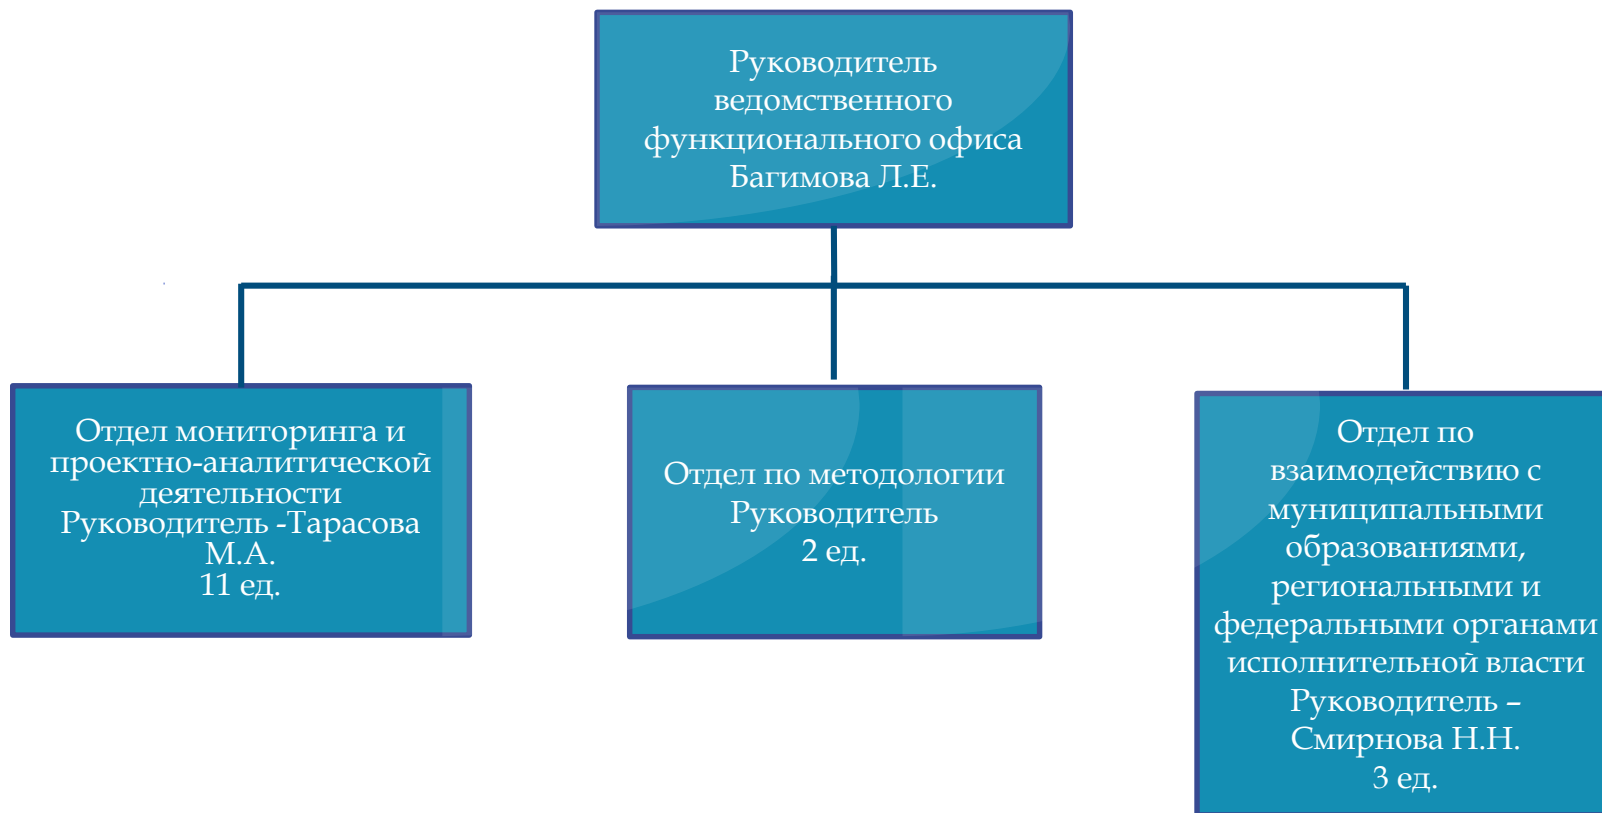 Руководитель
ведомственного
функционального офиса
Багимова Л.Е.
Отдел мониторинга и
проектно-аналитической
деятельности
Руководитель -Тарасова
М.А.
11 ед.
Отдел по методологии
Руководитель
2 ед.
Отдел по
взаимодействию с
муниципальными
образованиями,
региональными и
федеральными органами
исполнительной власти
Руководитель –
Смирнова Н.Н.
3 ед.